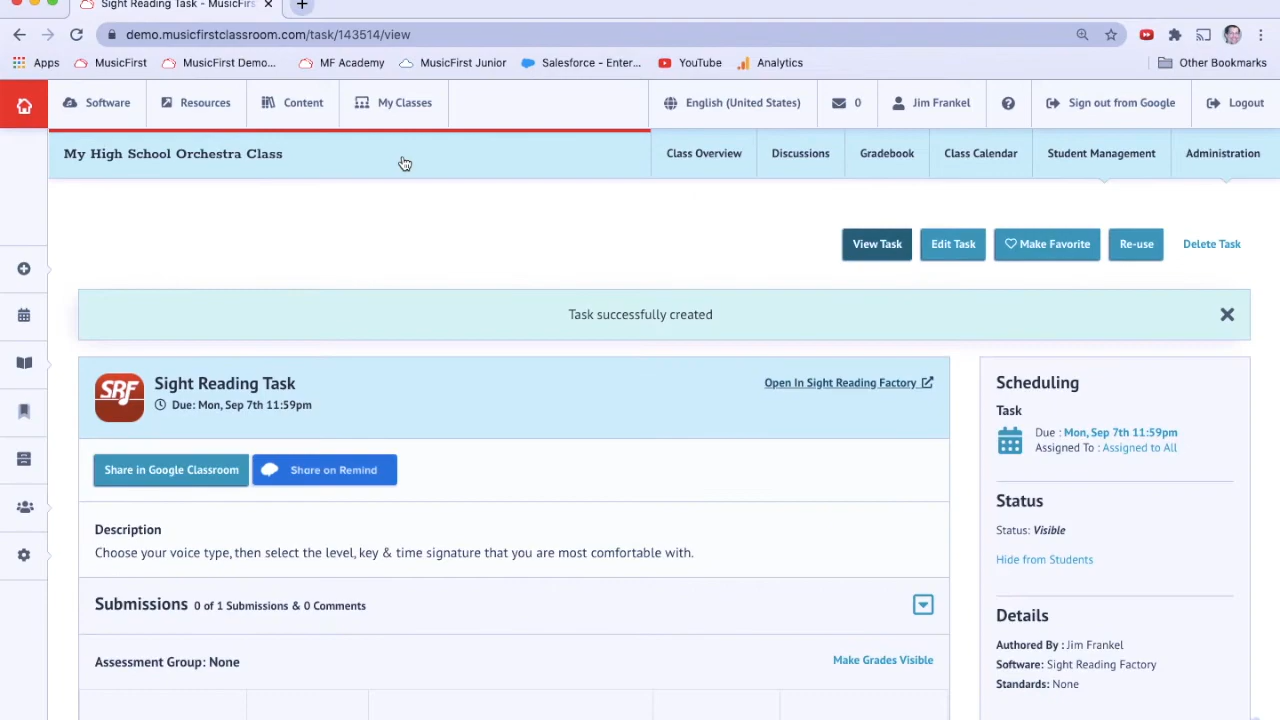 Sight Reading Task - MusicFirs
demo.musicfirstclassroom.com/task/143514/view
Apps MusicFirst MusicFirst Demo... MF Academy MusicFirst Junior Salesforce - Enter... YouTube Analytics Other Bookmarks
Software Resources Content My Classes English (United States) 0 Jim Frankel Sign out from Google Logout
My High School Orchestra Class Class Overview Discussions Gradebook Class Calendar Student Management Administration
View Task Edit Task Make Favorite Re-use Delete Task
Task successfully created
SRF
Sight Reading Task
Due: Mon, Sep 7th 11:59pm
Open In Sight Reading Factory
Share in Google Classroom Share on Remind
Description
Choose your voice type, then select the level, key & time signature that you are most comfortable with.
Submissions 0 of 1 Submissions & 0 Comments
Assessment Group: None Make Grades Visible
Scheduling
Task
Due : Mon, Sep 7th 11:59pm
Assigned To : Assigned to All
Status
Status: Visible
Hide from Students
Details
Authored By : Jim Frankel
Software: Sight Reading Factory
Standards: None